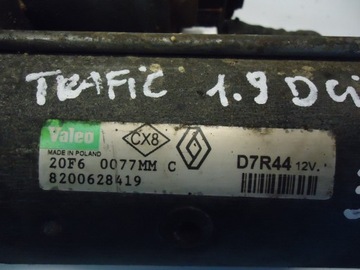 TRAFIC 1.9 DCi
Valeo
CX8
MADE IN POLAND
20F6 0077MM C
D7R44 12V.
8200628419